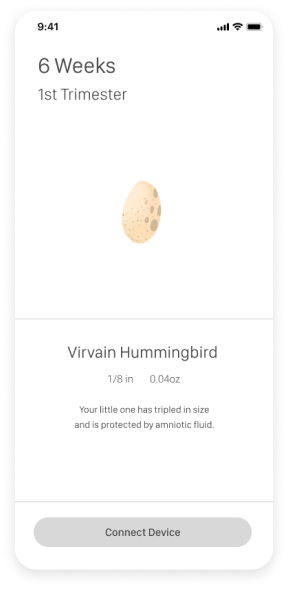 9:41
6 Weeks
1st Trimester
Virvain Hummingbird
1/8 in 0.04oz
Your little one has tripled in size
and is protected by amniotic fluid.
Connect Device